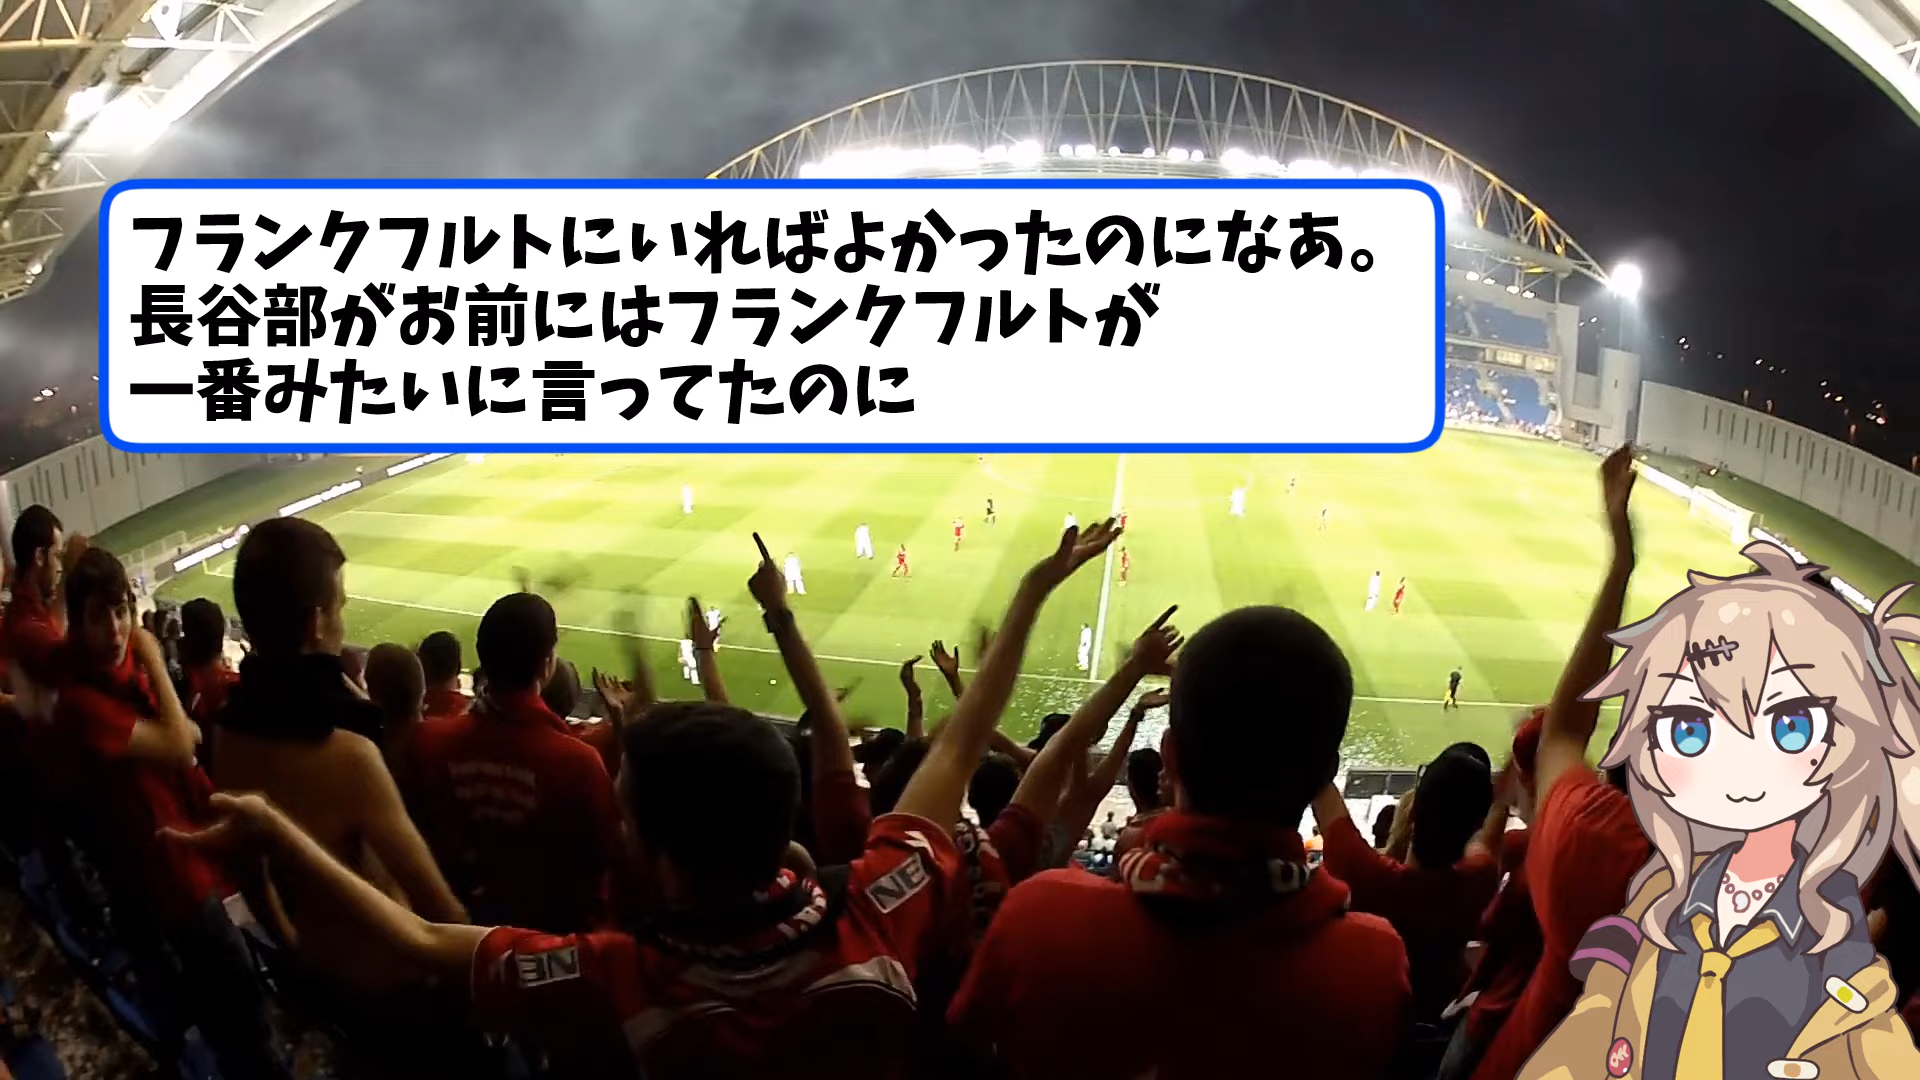 フランクフルトにいればよかったのになあ。
長谷部がお前にはフランクフルトが
一番みたいに言ってたのに